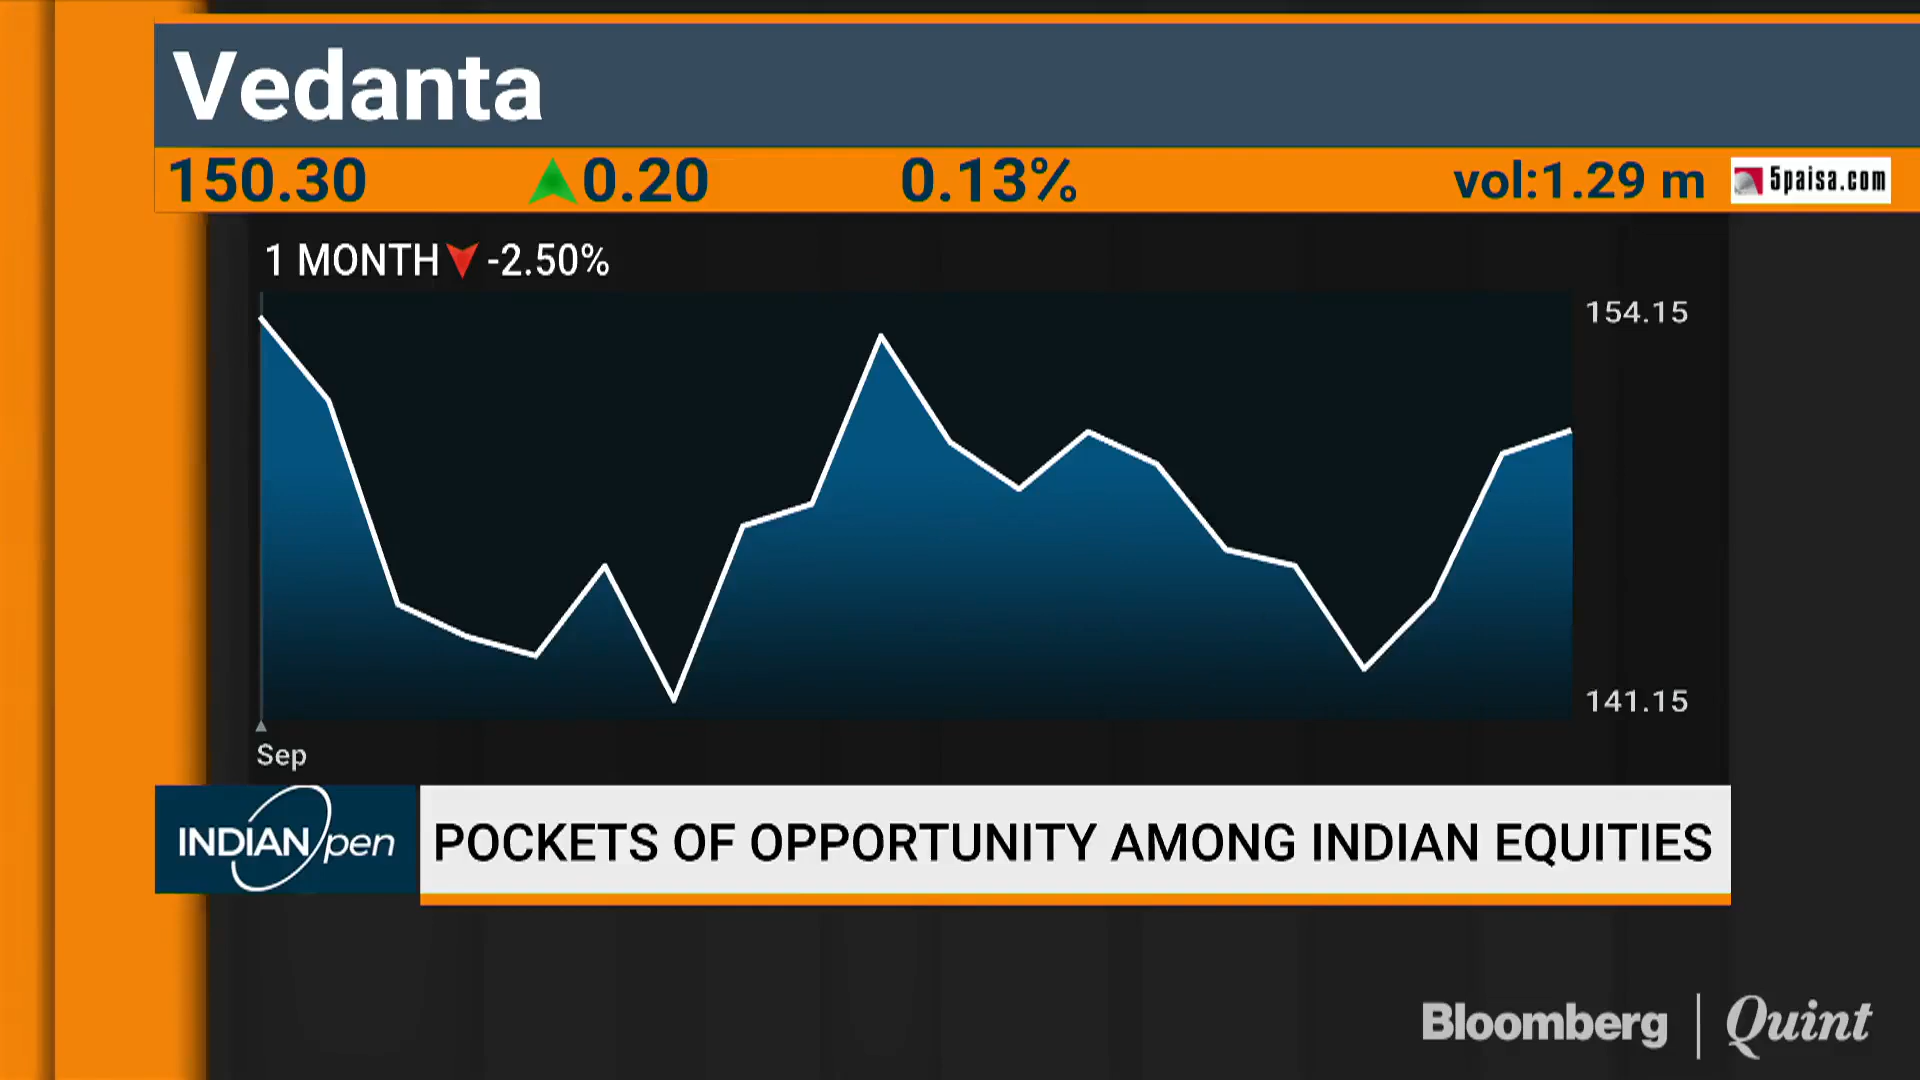 Vedanta
150.30 0.20 0.13% vol:1.29 m 5paisa.com
1 MONTH -2.50%
154.15
141.15
Sep
INDIAN Open POCKETS OF OPPORTUNITY AMONG INDIAN EQUITIES
Bloomberg | Quint